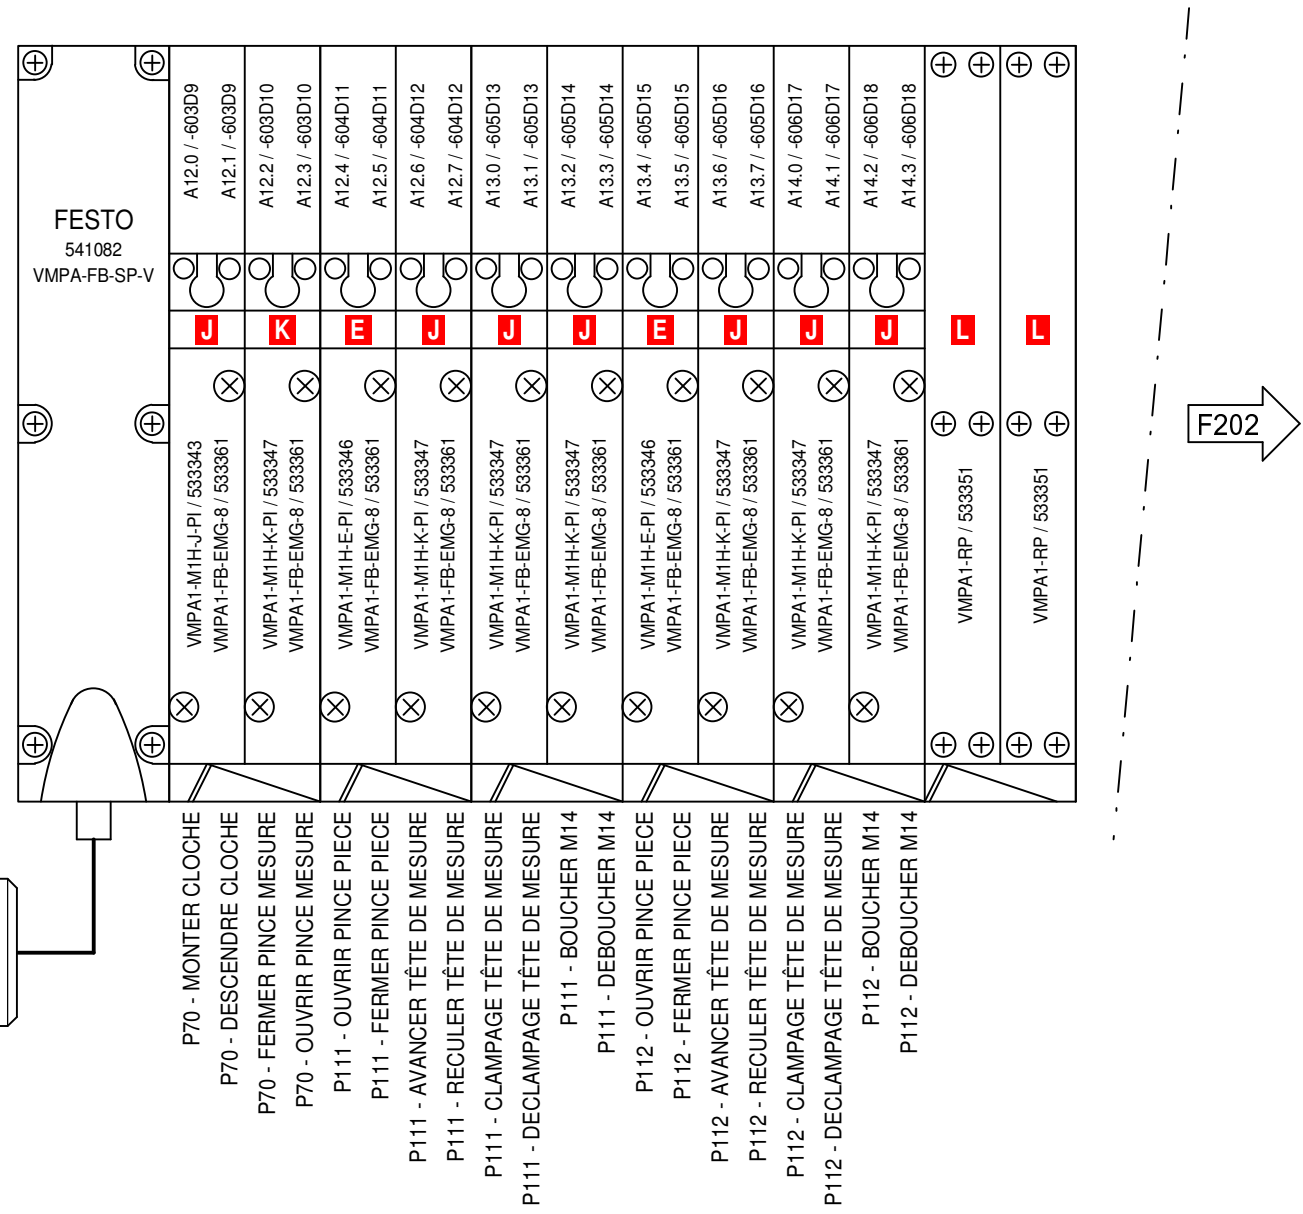 FESTO
541082
VMPA-FB-SP-V
A12.0 / -603D9
A12.1 / -603D9
A12.2 / -603D10
A12.3 / -603D10
A12.4 / -604D11
A12.5 / -604D11
A12.6 / -604D12
A12.7 / -604D12
A13.0 / -605D13
A13.1 / -605D13
A13.2 / -605D14
A13.3 / -605D14
A13.4 / -605D15
A13.5 / -605D15
A13.6 / -605D16
A13.7 / -605D16
A14.0 / -606D17
A14.1 / -606D17
A14.2 / -606D18
A14.3 / -606D18
J
K
E
J
J
J
E
J
J
J
L
L
F202
VMPA1-M1H-J-PI / 533343
VMPA1-FB-EMG-8 / 533361
VMPA1-M1H-K-PI / 533347
VMPA1-FB-EMG-8 / 533361
VMPA1-M1H-E-PI / 533346
VMPA1-FB-EMG-8 / 533361
VMPA1-M1H-K-PI / 533347
VMPA1-FB-EMG-8 / 533361
VMPA1-M1H-K-PI / 533347
VMPA1-FB-EMG-8 / 533361
VMPA1-M1H-K-PI / 533347
VMPA1-FB-EMG-8 / 533361
VMPA1-M1H-E-PI / 533346
VMPA1-FB-EMG-8 / 533361
VMPA1-M1H-K-PI / 533347
VMPA1-FB-EMG-8 / 533361
VMPA1-M1H-K-PI / 533347
VMPA1-FB-EMG-8 / 533361
VMPA1-M1H-K-PI / 533347
VMPA1-FB-EMG-8 / 533361
VMPA1-RP / 533351
VMPA1-RP / 533351
P70 - MONTER CLOCHE
P70 - DESCENDRE CLOCHE
P70 - FERMER PINCE MESURE
P70 - OUVRIR PINCE MESURE
P111 - OUVRIR PINCE PIECE
P111 - FERMER PINCE PIECE
P111 - AVANCER TÊTE DE MESURE
P111 - RECULER TÊTE DE MESURE
P111 - CLAMPAGE TÊTE DE MESURE
P111 - DECLAMPAGE TÊTE DE MESURE
P111 - BOUCHER M14
P111 - DEBOUCHER M14
P112 - OUVRIR PINCE PIECE
P112 - FERMER PINCE PIECE
P112 - AVANCER TÊTE DE MESURE
P112 - RECULER TÊTE DE MESURE
P112 - CLAMPAGE TÊTE DE MESURE
P112 - DECLAMPAGE TÊTE DE MESURE
P112 - BOUCHER M14
P112 - DEBOUCHER M14